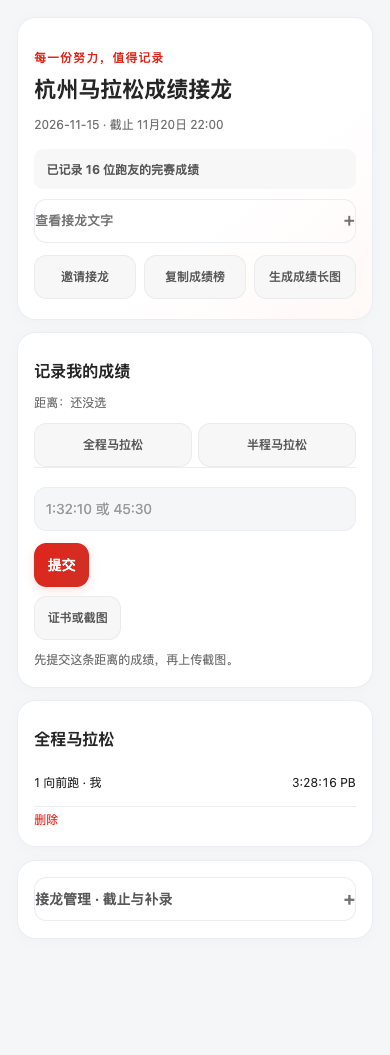 每一份努力，值得记录
杭州马拉松成绩接龙
2026-11-15 · 截止 11月20日 22:00
已记录 16 位跑友的完赛成绩
查看接龙文字 +
邀请接龙 复制成绩榜 生成成绩长图
记录我的成绩
距离：还没选
全程马拉松 半程马拉松
1:32:10 或 45:30
提交
证书或截图
先提交这条距离的成绩，再上传截图。
全程马拉松
1 向前跑 · 我 3:28:16 PB
删除
接龙管理 · 截止与补录 +